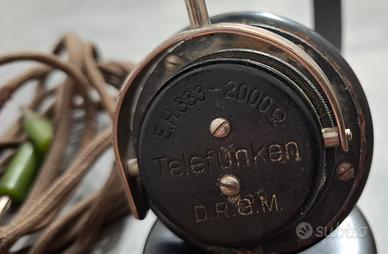 E.H.333-2000Ω
Telefunken
D.R.G.M.
subito